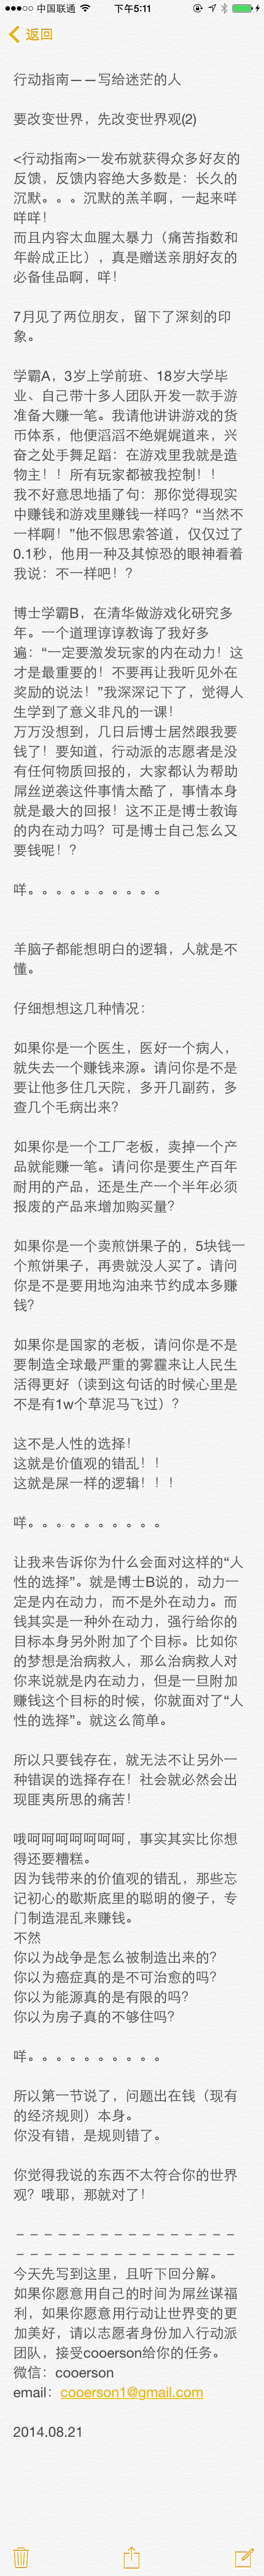 中国联通 下午5:11
返回
行动指南——写给迷茫的人
要改变世界，先改变世界观(2)
<行动指南>一发布就获得众多好友的
反馈，反馈内容绝大多数是：长久的
沉默。。。沉默的羔羊啊，一起来咩
咩咩！
而且内容太血腥太暴力（痛苦指数和
年龄成正比），真是赠送亲朋好友的
必备佳品啊，咩！
7月见了两位朋友，留下了深刻的印
象。
学霸A，3岁上学前班、18岁大学毕
业、自己带十多人团队开发一款手游
准备大赚一笔。我请他讲讲游戏的货
币体系，他便滔滔不绝娓娓道来，兴
奋之处手舞足蹈：在游戏里我就是造
物主！！所有玩家都被我控制！！
我不好意思地插了句：那你觉得现实
中赚钱和游戏里赚钱一样吗？“当然不
一样啊！”他不假思索答道，仅仅过了
0.1秒，他用一种及其惊恐的眼神看着
我说：不一样吧！？
博士学霸B，在清华做游戏化研究多
年。一个道理谆谆教诲了我好多
遍：“一定要激发玩家的内在动力！这
才是最重要的！不要再让我听见外在
奖励的说法！”我深深记下了，觉得人
生学到了意义非凡的一课！
万万没想到，几日后博士居然跟我要
钱了！要知道，行动派的志愿者是没
有任何物质回报的，大家都认为帮助
屌丝逆袭这件事情太酷了，事情本身
就是最大的回报！这不正是博士教诲
的内在动力吗？可是博士自己怎么又
要钱呢！？
咩。。。。。。。。。。
羊脑子都能想明白的逻辑，人就是不
懂。
仔细想想这几种情况：
如果你是一个医生，医好一个病人，
就失去一个赚钱来源。请问你是不是
要让他多住几天院，多开几副药，多
查几个毛病出来？
如果你是一个工厂老板，卖掉一个产
品就能赚一笔。请问你是要生产百年
耐用的产品，还是生产一个半年必须
报废的产品来增加购买量？
如果你是一个卖煎饼果子的，5块钱一
个煎饼果子，再贵就没人买了。请问
你是不是要用地沟油来节约成本多赚
钱？
如果你是国家的老板，请问你是不是
要制造全球最严重的雾霾来让人民生
活得更好（读到这句话的时候心里是
不是有1w个草泥马飞过）？
这不是人性的选择！
这就是价值观的错乱！！
这就是屎一样的逻辑！！！
咩。。。。。。。。。。
让我来告诉你为什么会面对这样的“人
性的选择”。就是博士B说的，动力一
定是内在动力，而不是外在动力。而
钱其实是一种外在动力，强行给你的
目标本身另外附加了个目标。比如你
的梦想是治病救人，那么治病救人对
你来说就是内在动力，但是一旦附加
赚钱这个目标的时候，你就面对了“人
性的选择”。就这么简单。
所以只要钱存在，就无法不让另外一
种错误的选择存在！社会就必然会出
现匪夷所思的痛苦！
哦呵呵呵呵呵呵呵，事实其实比你想
得还要糟糕。
因为钱带来的价值观的错乱，那些忘
记初心的歇斯底里的聪明的傻子，专
门制造混乱来赚钱。
不然
你以为战争是怎么被制造出来的？
你以为癌症真的是不可治愈的吗？
你以为能源真的是有限的吗？
你以为房子真的不够住吗？
咩。。。。。。。。。。
所以第一节说了，问题出在钱（现有
的经济规则）本身。
你没有错，是规则错了。
你觉得我说的东西不太符合你的世界
观？哦耶，那就对了！
－－－－－－－－－－－－－－－－
－－－－－－－－－－－－－－－－
今天先写到这里，且听下回分解。
如果你愿意用自己的时间为屌丝谋福
利，如果你愿意用行动让世界变的更
加美好，请以志愿者身份加入行动派
团队，接受cooerson给你的任务。
微信：cooerson
email：cooerson1@gmail.com
2014.08.21